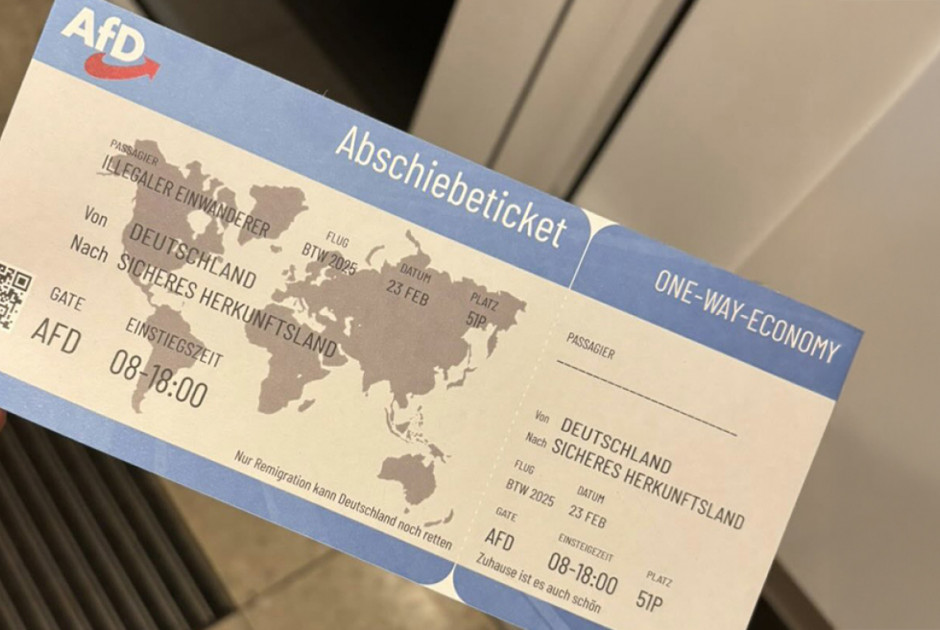 AfD
Abschiebeticket
PASSAGIER
ILLEGALER EINWANDERER
Von DEUTSCHLAND
Nach SICHERES HERKUNFTSLAND
FLUG
BTW 2025
DATUM
23 FEB
PLATZ
51P
GATE
AFD
EINSTIEGSZEIT
08-18:00
Nur Remigration kann Deutschland noch retten
ONE-WAY-ECONOMY
PASSAGIER
Von DEUTSCHLAND
Nach SICHERES HERKUNFTSLAND
FLUG
BTW 2025
DATUM
23 FEB
GATE
AFD
EINSTEIGEZEIT
08-18:00
PLATZ
51P
Zuhause ist es auch schön